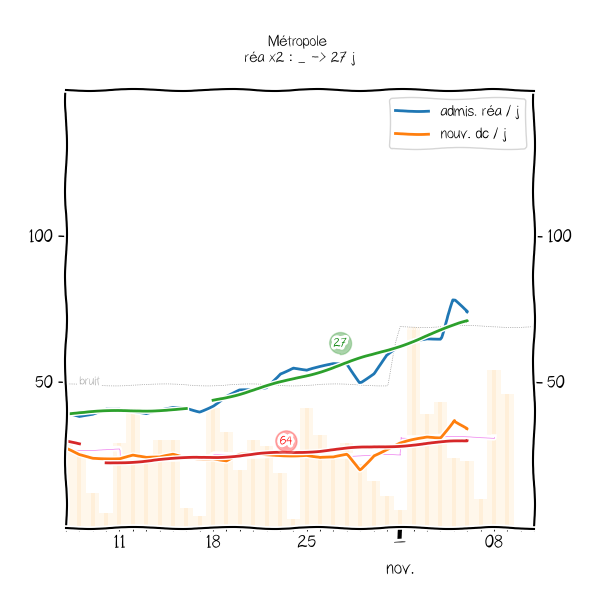 Métropole
réa x2 : _ -> 27 j
admis. réa / j
nouv. dc / j
100
100
27
50
50
bruit
64
11
18
25
1
08
nov.